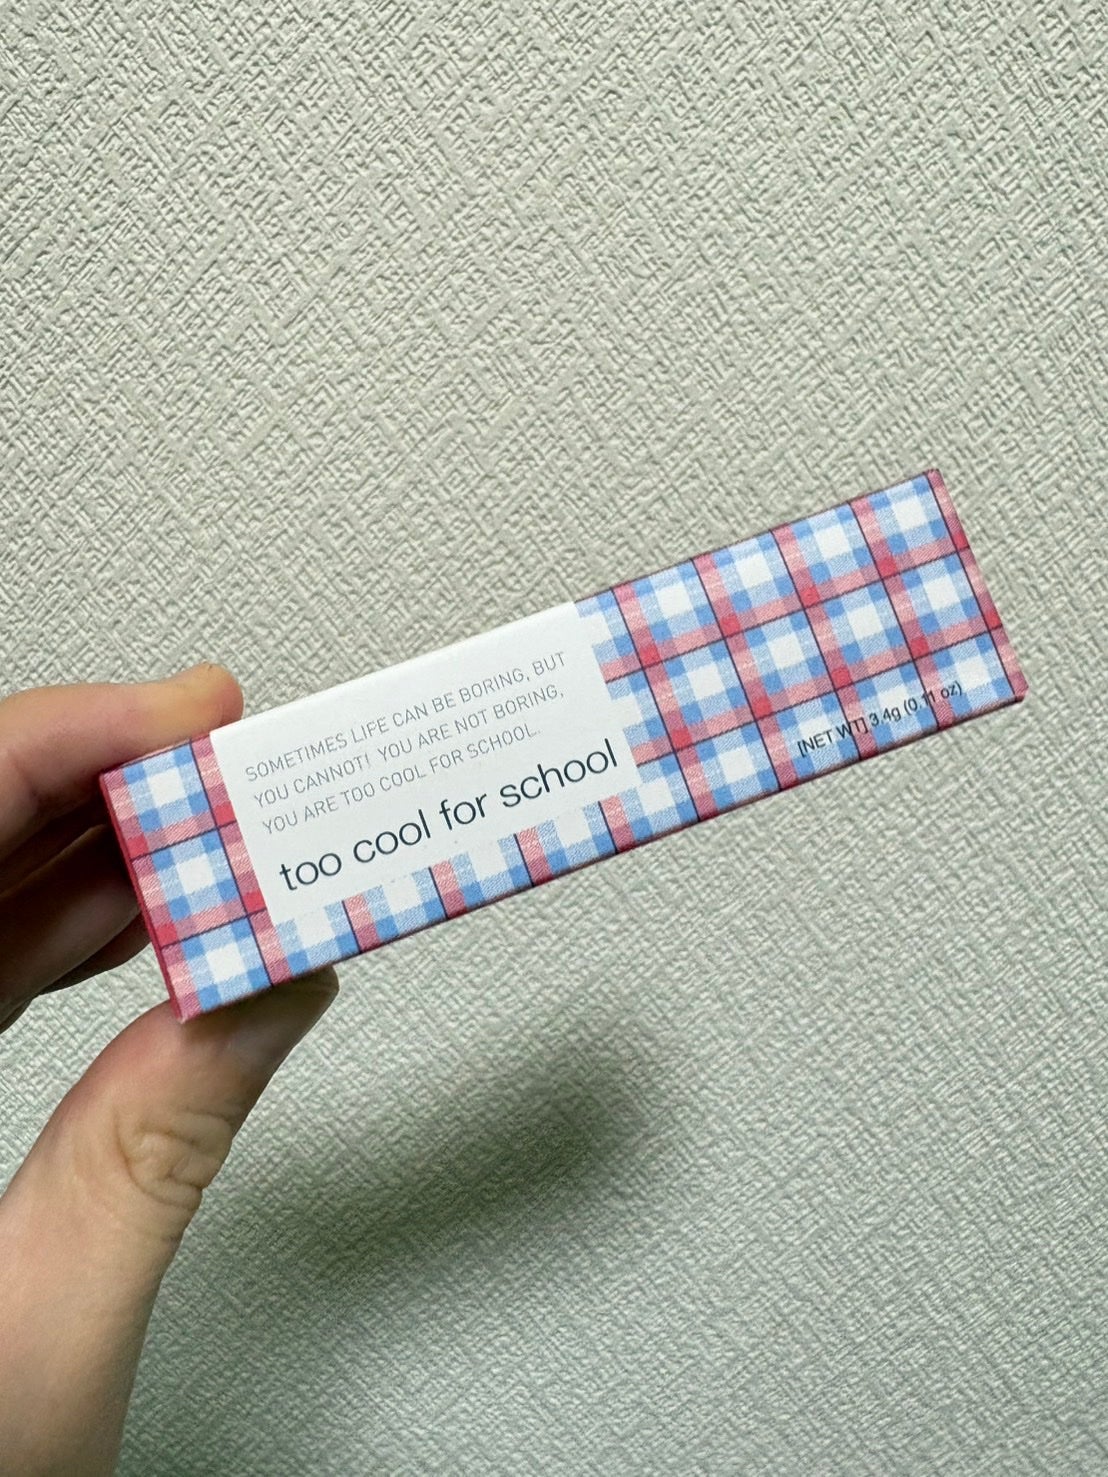 SOMETIMES LIFE CAN BE BORING, BUT
YOU CANNOT! YOU ARE NOT BORING,
YOU ARE TOO COOL FOR SCHOOL.
too cool for school
[NET WT] 3.4g (0.11 oz)